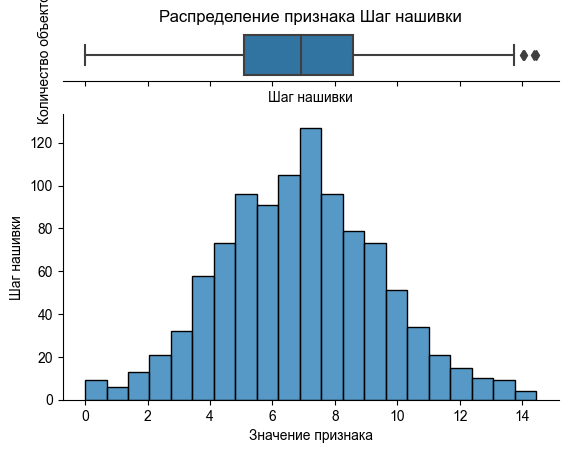 Распределение признака Шаг нашивки
Количество объекто
Шаг нашивки
120
100
80
60
40
20
0
Шаг нашивки
0 2 4 6 8 10 12 14
Значение признака